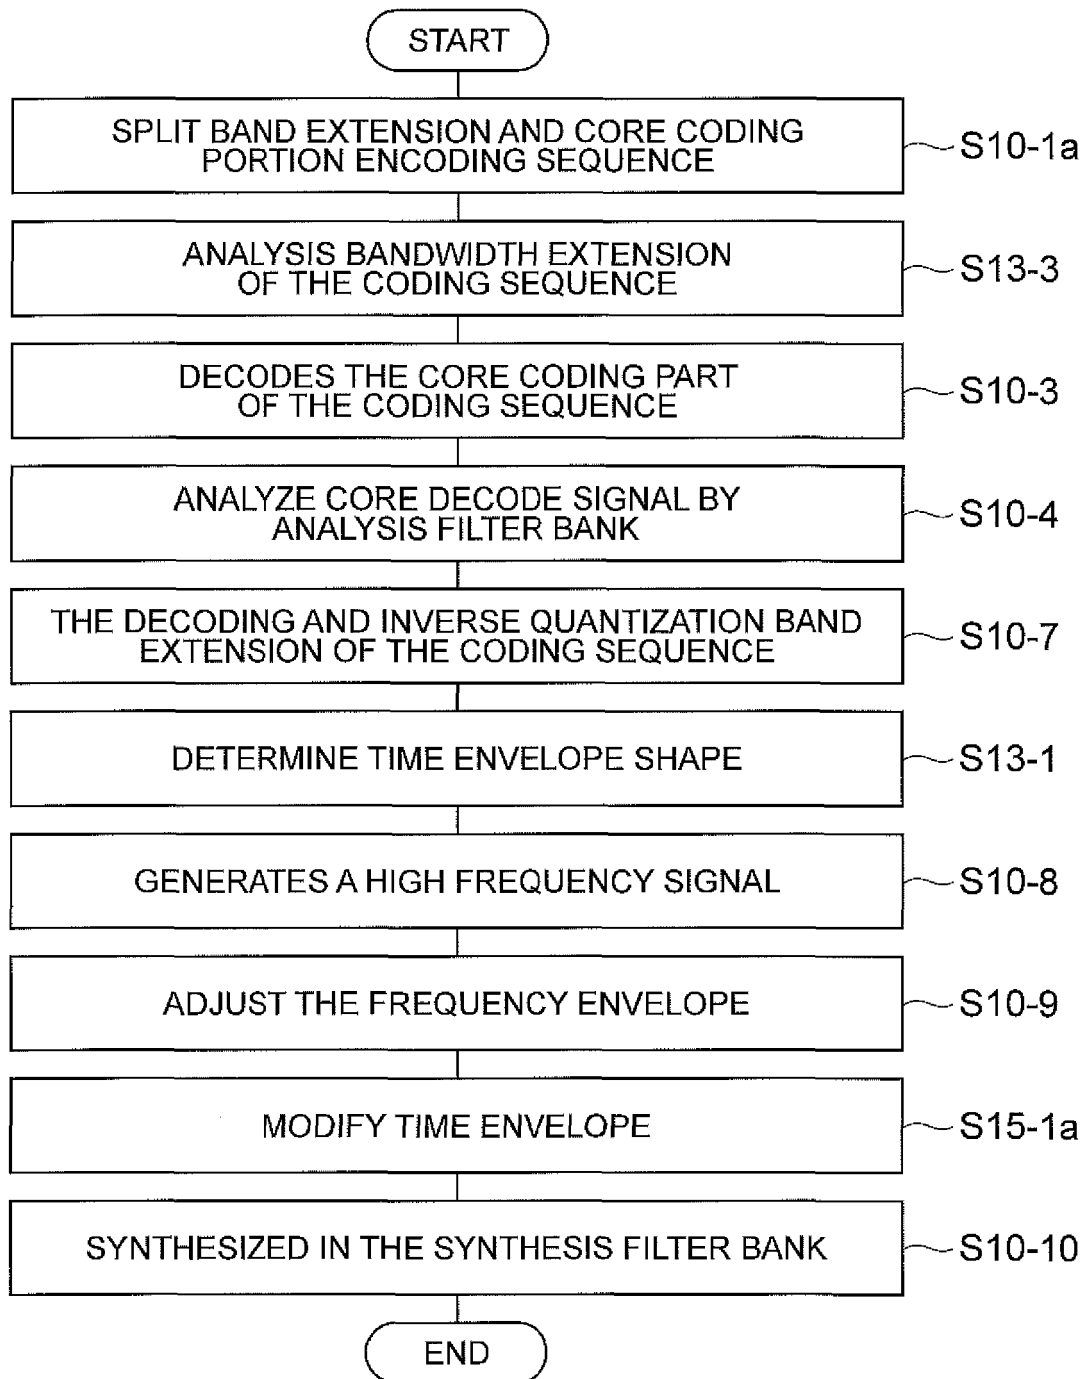 START
SPLIT BAND EXTENSION AND CORE CODING
PORTION ENCODING SEQUENCE
S10-1a
ANALYSIS BANDWIDTH EXTENSION
OF THE CODING SEQUENCE
S13-3
DECODES THE CORE CODING PART
OF THE CODING SEQUENCE
S10-3
ANALYZE CORE DECODE SIGNAL BY
ANALYSIS FILTER BANK
S10-4
THE DECODING AND INVERSE QUANTIZATION BAND
EXTENSION OF THE CODING SEQUENCE
S10-7
DETERMINE TIME ENVELOPE SHAPE
S13-1
GENERATES A HIGH FREQUENCY SIGNAL
S10-8
ADJUST THE FREQUENCY ENVELOPE
S10-9
MODIFY TIME ENVELOPE
S15-1a
SYNTHESIZED IN THE SYNTHESIS FILTER BANK
S10-10
END